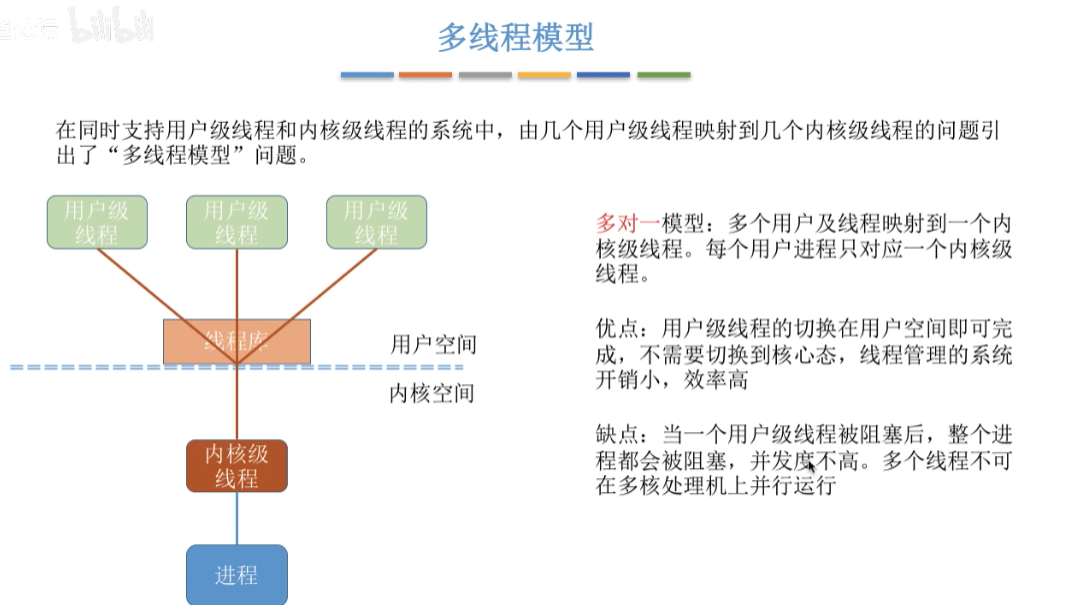 bilibili
多线程模型
在同时支持用户级线程和内核级线程的系统中，由几个用户级线程映射到几个内核级线程的问题引
出了“多线程模型”问题。
用户级
线程
用户级
线程
用户级
线程
线程库
用户空间
内核空间
内核级
线程
进程
多对一模型：多个用户及线程映射到一个内
核级线程。每个用户进程只对应一个内核级
线程。
优点：用户级线程的切换在用户空间即可完
成，不需要切换到核心态，线程管理的系统
开销小，效率高
缺点：当一个用户级线程被阻塞后，整个进
程都会被阻塞，并发度不高。多个线程不可
在多核处理机上并行运行